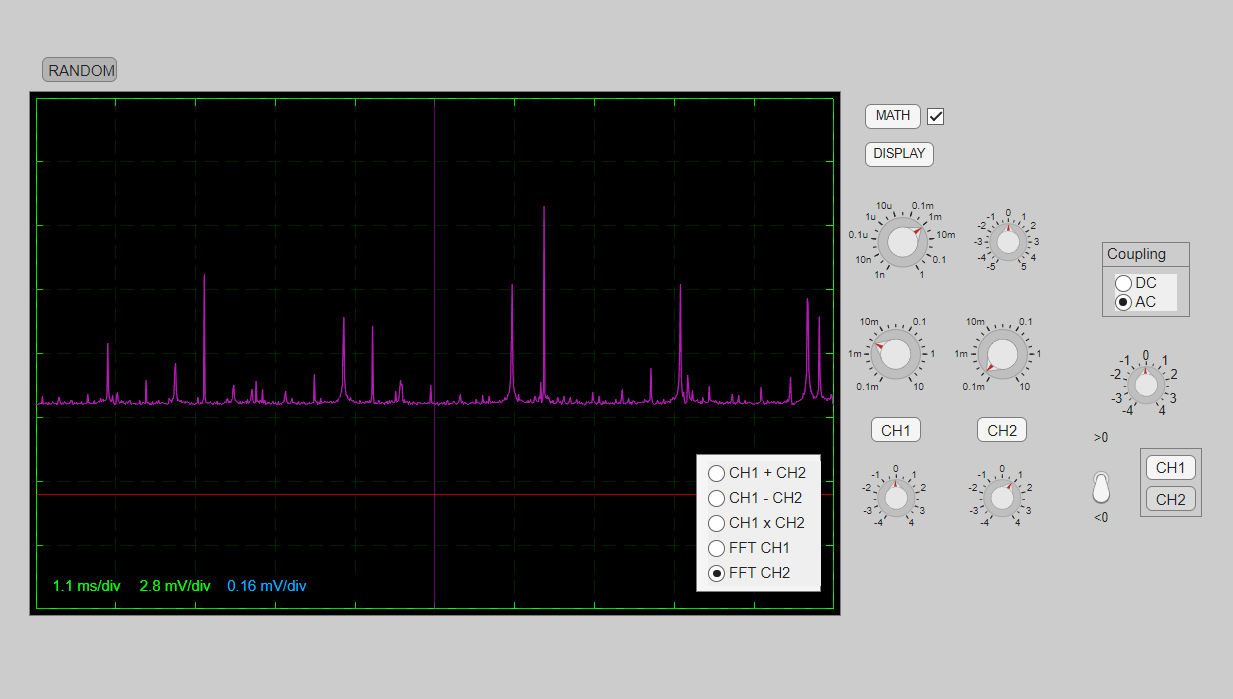 RANDOM
MATH
DISPLAY
10u 0.1m
1u 1m
0.1u 10m
10n 0.1
1n 1
0
-1 1
-2 2
-3 3
-4 4
-5 5
Coupling
DC
AC
10m 0.1
1m 1
0.1m 10
10m 0.1
1m 1
0.1m 10
0
-1 1
-2 2
-3 3
-4 4
CH1
CH2
>0
CH1 + CH2
CH1 - CH2
CH1 x CH2
FFT CH1
FFT CH2
0
-1 1
-2 2
-3 3
-4 4
0
-1 1
-2 2
-3 3
-4 4
CH1
CH2
<0
1.1 ms/div 2.8 mV/div 0.16 mV/div